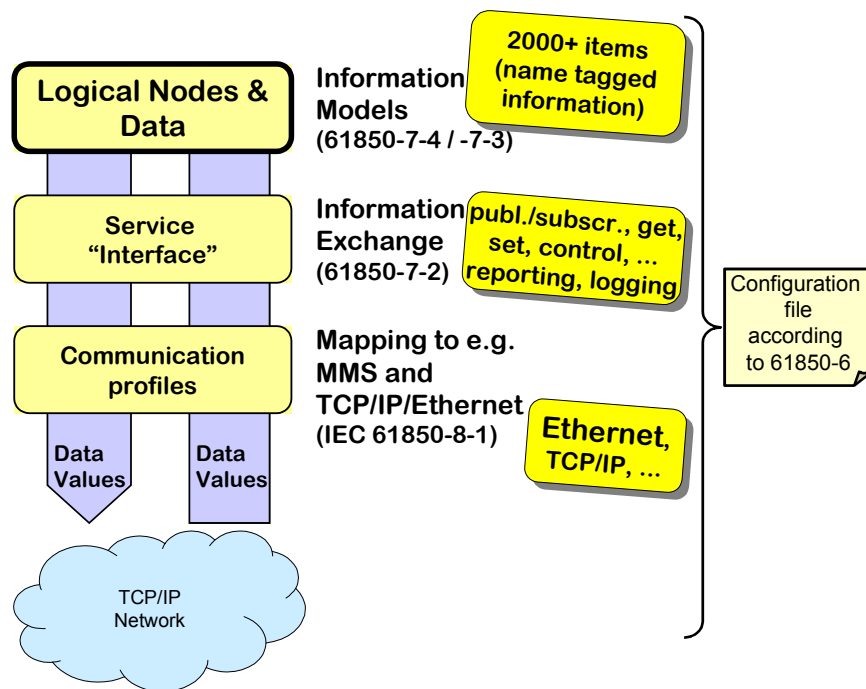 Logical Nodes &
Data
Information
Models
(61850-7-4 / -7-3)
2000+ items
(name tagged
information)
Service
“Interface”
Information
Exchange
(61850-7-2)
publ./subscr., get,
set, control, ...
reporting, logging
Configuration
file
according
to 61850-6
Communication
profiles
Mapping to e.g.
MMS and
TCP/IP/Ethernet
(IEC 61850-8-1)
Ethernet,
TCP/IP, ...
Data
Values
Data
Values
TCP/IP
Network